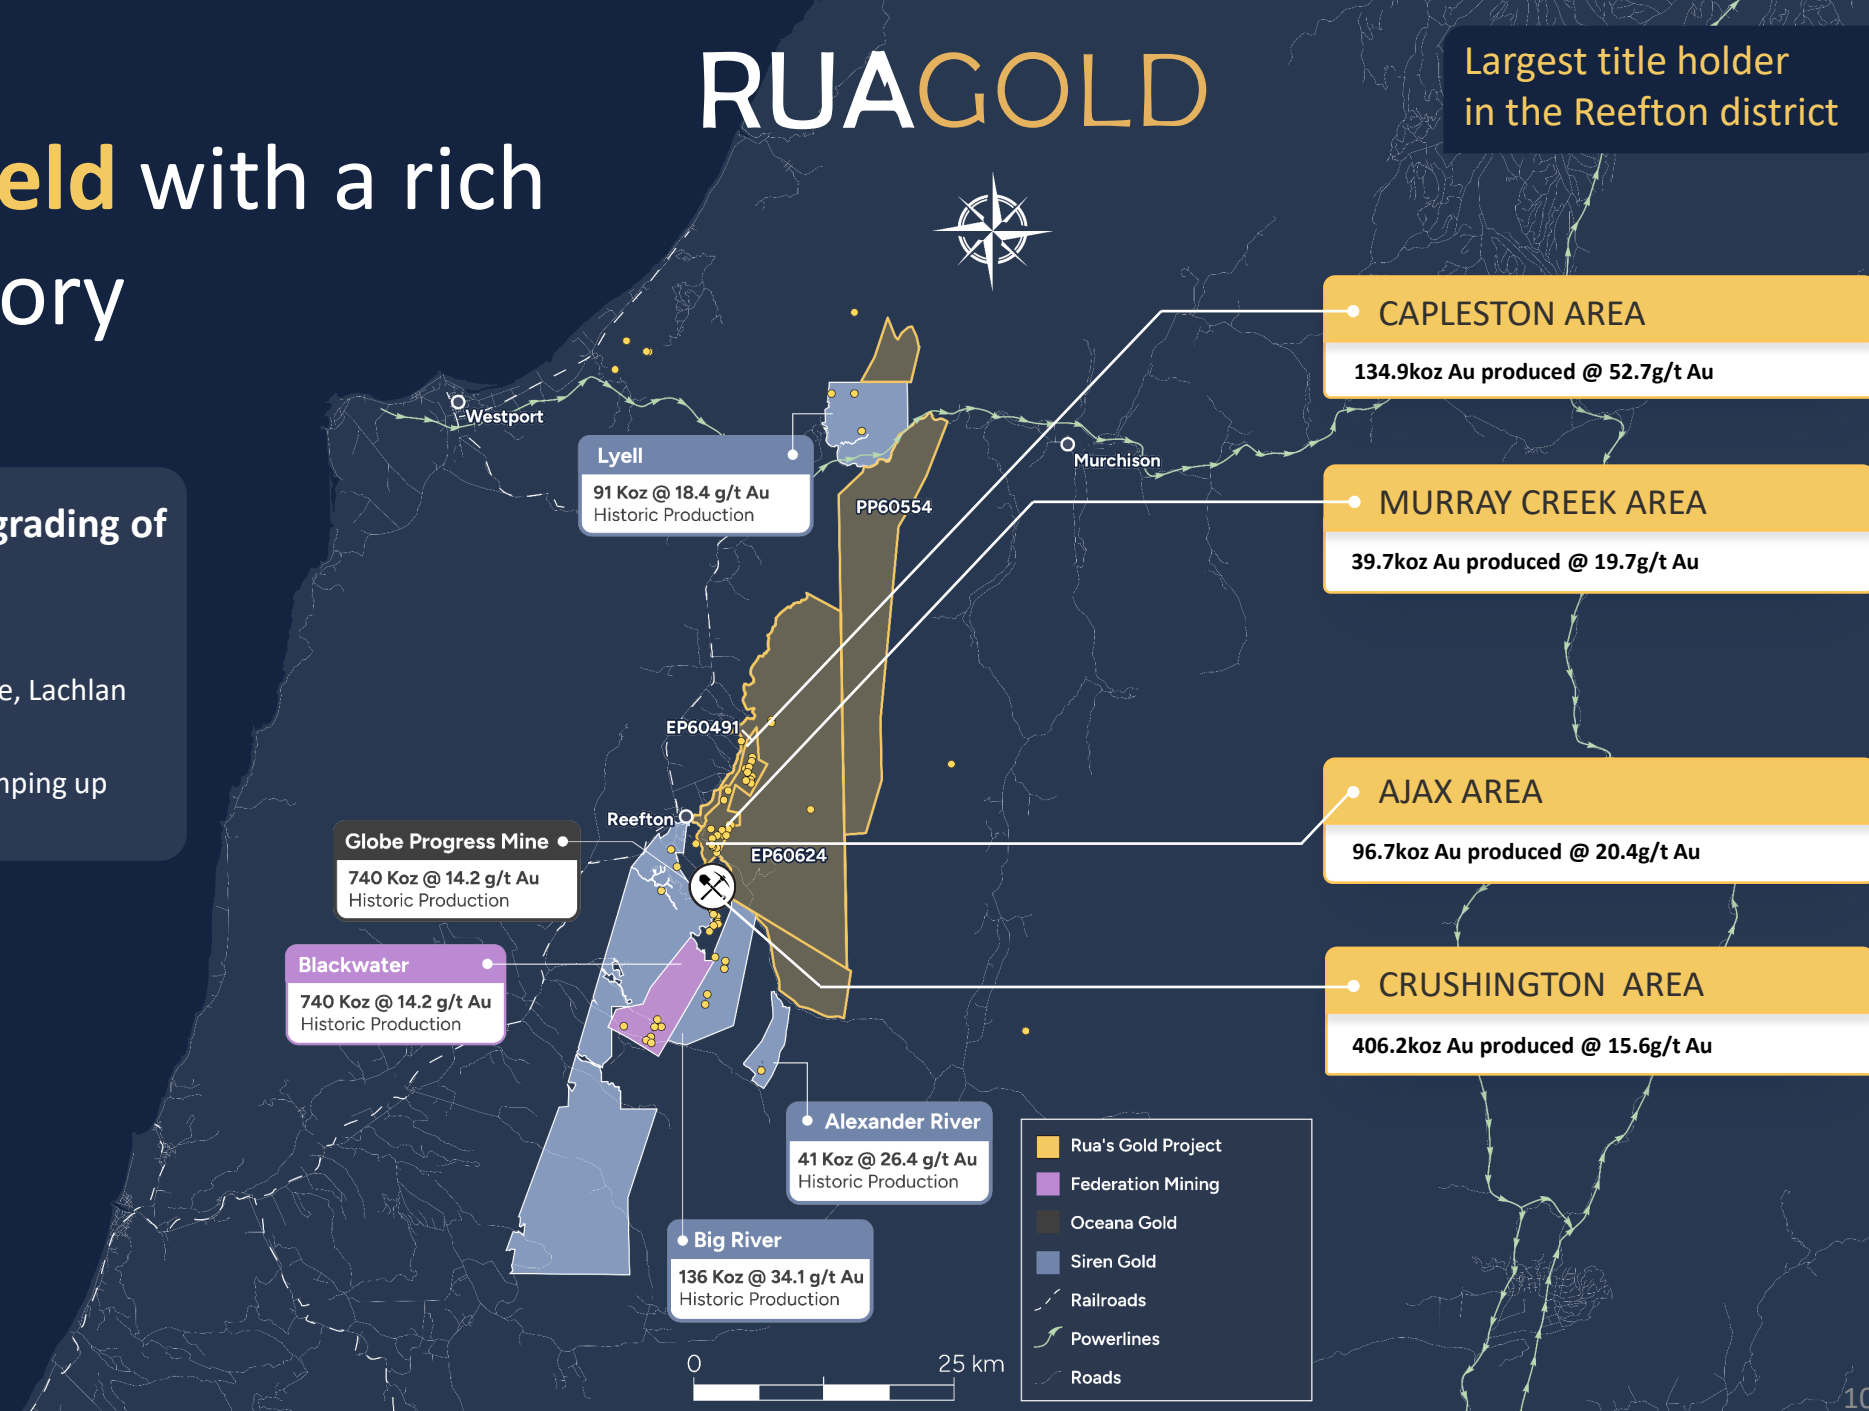 RUAGOLD
Largest title holder
in the Reefton district
eld with a rich
ory
grading of
e, Lachlan
nping up
CAPLESTON AREA
134.9koz Au produced @ 52.7g/t Au
MURRAY CREEK AREA
39.7koz Au produced @ 19.7g/t Au
AJAX AREA
96.7koz Au produced @ 20.4g/t Au
CRUSHINGTON AREA
406.2koz Au produced @ 15.6g/t Au
Westport
Murchison
Lyell
91 Koz @ 18.4 g/t Au
Historic Production
PP60554
EP60491
Reefton
EP60624
Globe Progress Mine
740 Koz @ 14.2 g/t Au
Historic Production
Blackwater
740 Koz @ 14.2 g/t Au
Historic Production
Alexander River
41 Koz @ 26.4 g/t Au
Historic Production
Big River
136 Koz @ 34.1 g/t Au
Historic Production
Rua's Gold Project
Federation Mining
Oceana Gold
Siren Gold
Railroads
Powerlines
Roads
0 25 km
10